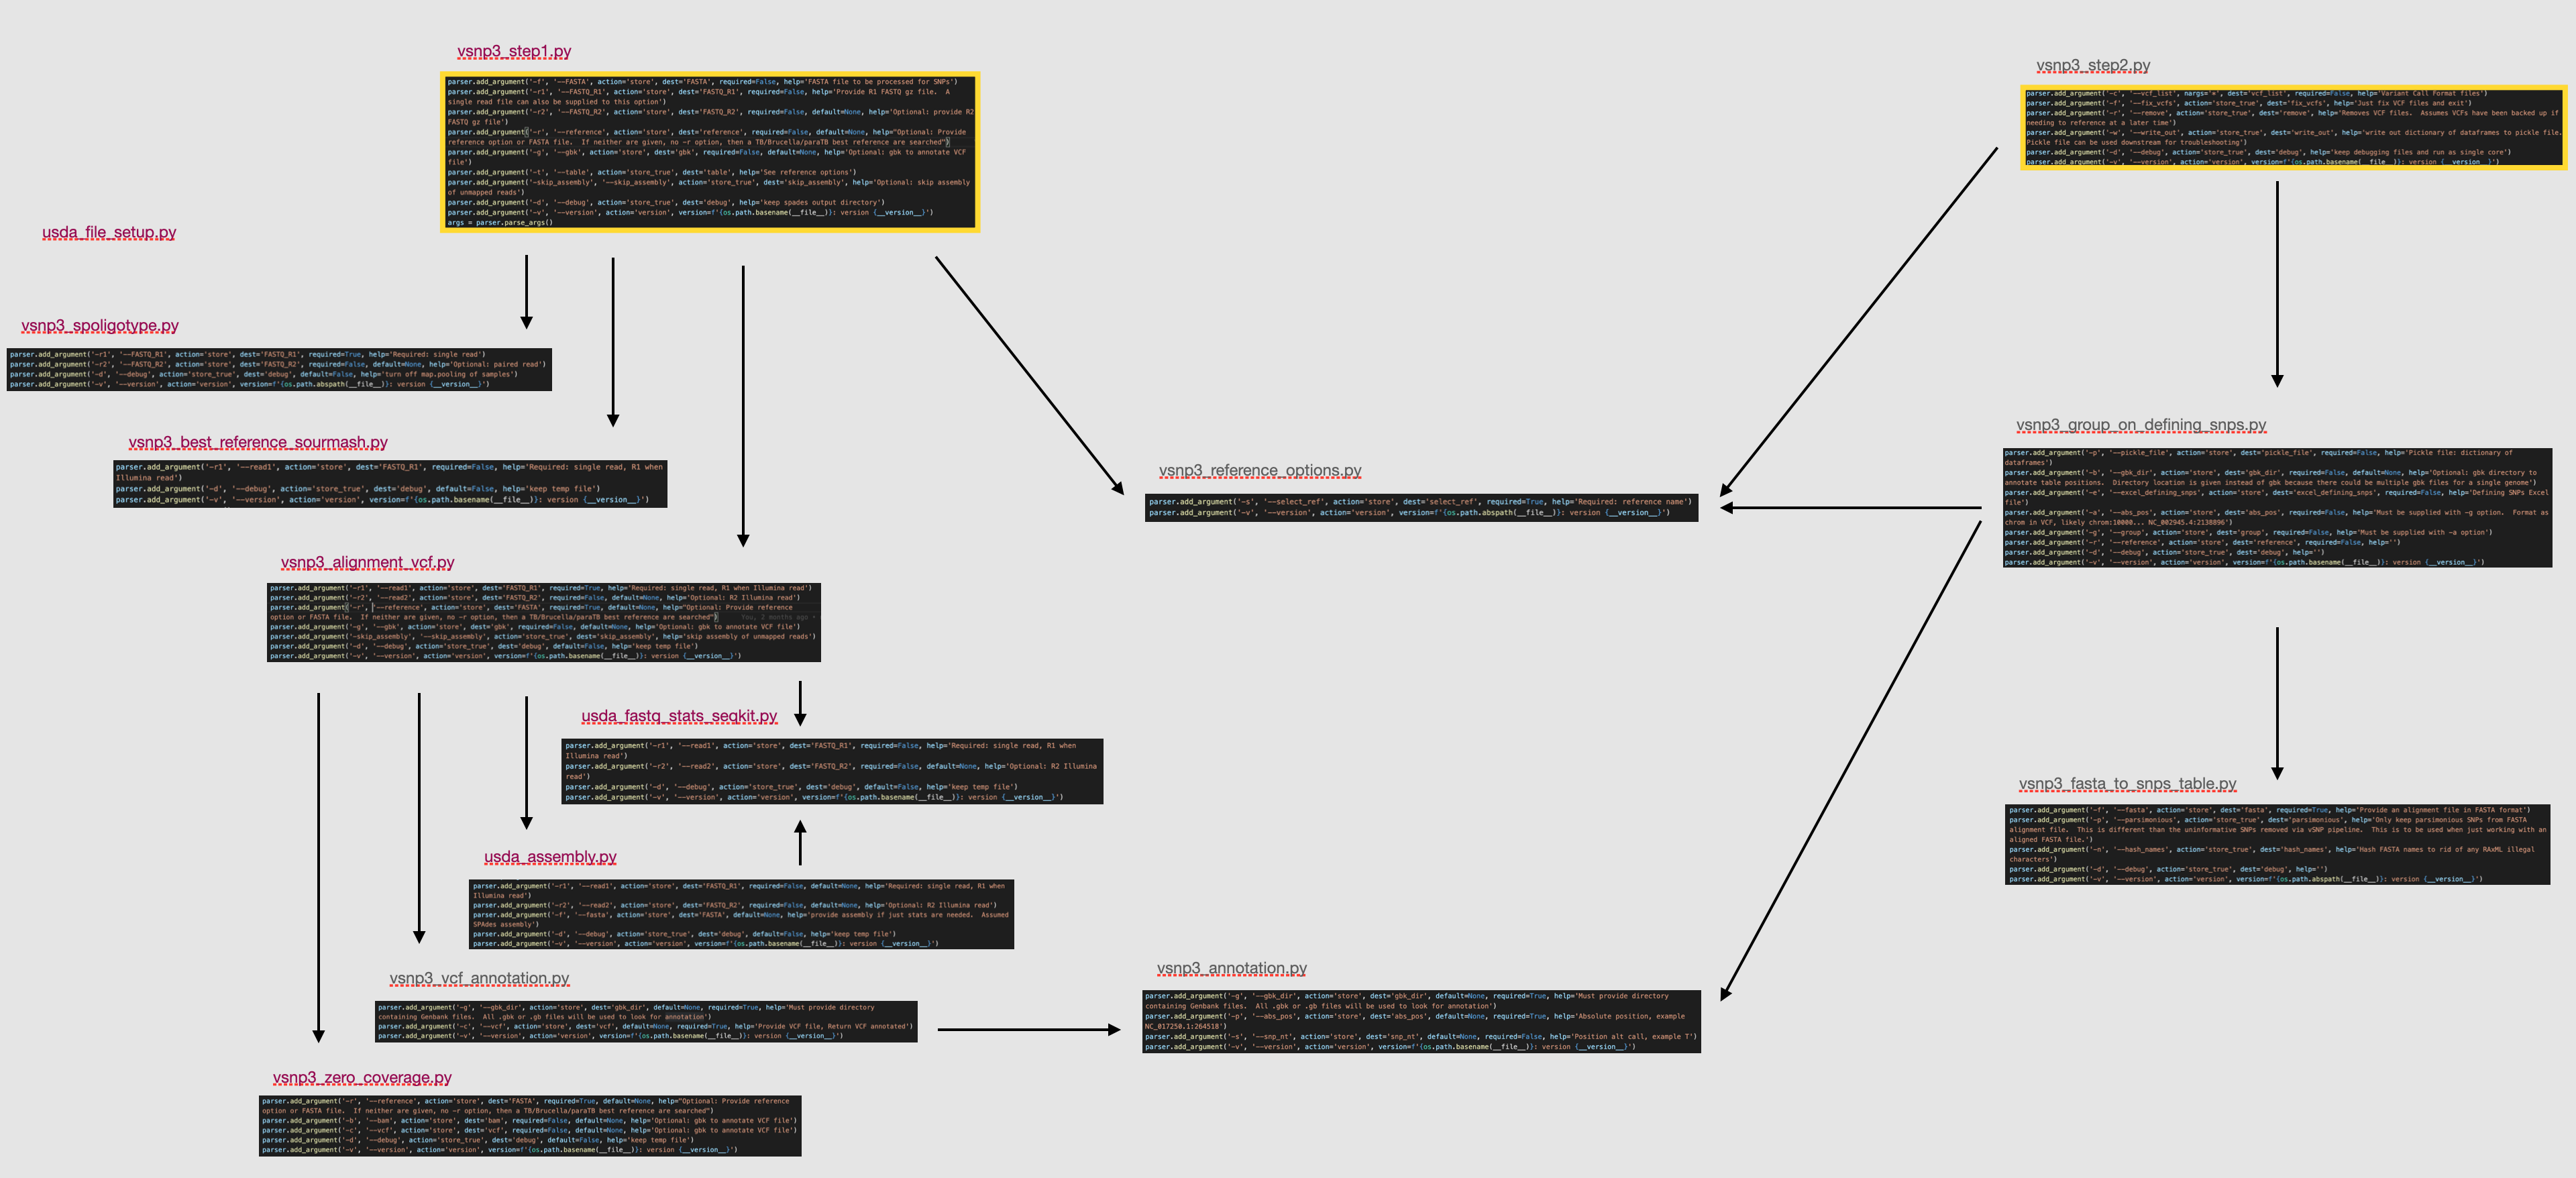 vsnp3_step1.py
parser.add_argument('-f', '--FASTA', action='store', dest='FASTA', required=False, help='FASTA file to be processed for SNPs')
parser.add_argument('-r1', '--FASTQ_R1', action='store', dest='FASTQ_R1', required=False, help='Provide R1 FASTQ gz file.  A
single read file can also be supplied to this option')
parser.add_argument('-r2', '--FASTQ_R2', action='store', dest='FASTQ_R2', required=False, default=None, help='Optional: provide R2
FASTQ gz file')
parser.add_argument('-r', '--reference', action='store', dest='reference', required=False, default=None, help="Optional: Provide
reference option or FASTA file.  If neither are given, no -r option, then a TB/Brucella/paraTB best reference are searched")
parser.add_argument('-g', '--gbk', action='store', dest='gbk', required=False, default=None, help='Optional: gbk to annotate VCF
file')
parser.add_argument('-t', '--table', action='store_true', dest='table', help='See reference options')
parser.add_argument('-skip_assembly', '--skip_assembly', action='store_true', dest='skip_assembly', help='Optional: skip assembly
of unmapped reads')
parser.add_argument('-d', '--debug', action='store_true', dest='debug', help='keep spades output directory')
parser.add_argument('-v', '--version', action='version', version=f'{os.path.basename(__file__)}: version {__version__}')
args = parser.parse_args()
vsnp3_step2.py
parser.add_argument('-c', '--vcf_list', nargs='*', dest='vcf_list', required=False, help='Variant Call Format files')
parser.add_argument('-f', '--fix_vcfs', action='store_true', dest='fix_vcfs', help='Just fix VCF files and exit')
parser.add_argument('-r', '--remove', action='store_true', dest='remove', help='Removes VCF files.  Assumes VCFs have been backed up if
needing to reference at a later time')
parser.add_argument('-w', '--write_out', action='store_true', dest='write_out', help='write out dictionary of dataframes to pickle file.
Pickle file can be used downstream for troubleshooting')
parser.add_argument('-d', '--debug', action='store_true', dest='debug', help='keep debugging files and run as single core')
parser.add_argument('-v', '--version', action='version', version=f'{os.path.basename(__file__)}: version {__version__}')
usda_file_setup.py
vsnp3_spoligotype.py
parser.add_argument('-r1', '--FASTQ_R1', action='store', dest='FASTQ_R1', required=True, help='Required: single read')
parser.add_argument('-r2', '--FASTQ_R2', action='store', dest='FASTQ_R2', required=False, default=None, help='Optional: paired read')
parser.add_argument('-d', '--debug', action='store_true', dest='debug', default=False, help='turn off map.pooling of samples')
parser.add_argument('-v', '--version', action='version', version=f'{os.path.abspath(__file__)}: version {__version__}')
vsnp3_best_reference_sourmash.py
parser.add_argument('-r1', '--read1', action='store', dest='FASTQ_R1', required=False, help='Required: single read, R1 when
Illumina read')
parser.add_argument('-d', '--debug', action='store_true', dest='debug', help='keep temp file')
parser.add_argument('-v', '--version', action='version', version=f'{os.path.basename(__file__)}: version {__version__}')
vsnp3_reference_options.py
parser.add_argument('-s', '--select_ref', action='store', dest='select_ref', required=True, help='Required: reference name')
parser.add_argument('-v', '--version', action='version', version=f'{os.path.abspath(__file__)}: version {__version__}')
vsnp3_group_on_defining_snps.py
parser.add_argument('-p', '--pickle_file', action='store', dest='pickle_file', required=False, help='Pickle file: dictionary of
dataframes')
parser.add_argument('-b', '--gbk_dir', action='store', dest='gbk_dir', required=False, default=None, help='Optional: gbk directory to
annotate table positions.  Directory location is given instead of gbk because there could be multiple gbk files for a single genome')
parser.add_argument('-e', '--excel_defining_snps', action='store', dest='excel_defining_snps', required=False, help='Defining SNPs Excel
file')
parser.add_argument('-a', '--abs_pos', action='store', dest='abs_pos', required=False, help='Must be supplied with -g option.  Format as
chrom in VCF, likely chrom:10000... NC_002945.4:2138896')
parser.add_argument('-g', '--group', action='store', dest='group', required=False, help='Must be supplied with -a option')
parser.add_argument('-r', '--reference', action='store', dest='reference', required=False, help='')
parser.add_argument('-d', '--debug', action='store_true', dest='debug', help='')
parser.add_argument('-v', '--version', action='version', version=f'{os.path.basename(__file__)}: version {__version__}')
vsnp3_alignment_vcf.py
parser.add_argument('-r1', '--read1', action='store', dest='FASTQ_R1', required=True, help='Required: single read, R1 when Illumina read')
parser.add_argument('-r2', '--read2', action='store', dest='FASTQ_R2', required=False, default=None, help='Optional: R2 Illumina read')
parser.add_argument('-r', '--reference', action='store', dest='FASTA', required=True, default=None, help="Optional: Provide reference
option or FASTA file.  If neither are given, no -r option, then a TB/Brucella/paraTB best reference are searched") You, 2 months ago •
parser.add_argument('-g', '--gbk', action='store', dest='gbk', required=False, default=None, help='Optional: gbk to annotate VCF file')
parser.add_argument('-skip_assembly', '--skip_assembly', action='store_true', dest='skip_assembly', help='skip assembly of unmapped reads')
parser.add_argument('-d', '--debug', action='store_true', dest='debug', default=False, help='keep temp file')
parser.add_argument('-v', '--version', action='version', version=f'{os.path.basename(__file__)}: version {__version__}')
usda_fastq_stats_seqkit.py
parser.add_argument('-r1', '--read1', action='store', dest='FASTQ_R1', required=False, help='Required: single read, R1 when
Illumina read')
parser.add_argument('-r2', '--read2', action='store', dest='FASTQ_R2', required=False, default=None, help='Optional: R2 Illumina
read')
parser.add_argument('-d', '--debug', action='store_true', dest='debug', default=False, help='keep temp file')
parser.add_argument('-v', '--version', action='version', version=f'{os.path.basename(__file__)}: version {__version__}')
vsnp3_fasta_to_snps_table.py
parser.add_argument('-f', '--fasta', action='store', dest='fasta', required=True, help='Provide an alignment file in FASTA format')
parser.add_argument('-p', '--parsimonious', action='store_true', dest='parsimonious', help='Only keep parsimonious SNPs from FASTA
alignment file.  This is different than the uninformative SNPs removed via vSNP pipeline.  This is to be used when just working with an
aligned FASTA file.')
parser.add_argument('-n', '--hash_names', action='store_true', dest='hash_names', help='Hash FASTA names to rid of any RAxML illegal
characters')
parser.add_argument('-d', '--debug', action='store_true', dest='debug', help='')
parser.add_argument('-v', '--version', action='version', version=f'{os.path.abspath(__file__)}: version {__version__}')
usda_assembly.py
parser.add_argument('-r1', '--read1', action='store', dest='FASTQ_R1', required=False, default=None, help='Required: single read, R1 when
Illumina read')
parser.add_argument('-r2', '--read2', action='store', dest='FASTQ_R2', required=False, default=None, help='Optional: R2 Illumina read')
parser.add_argument('-f', '--fasta', action='store', dest='FASTA', default=None, help='provide assembly if just stats are needed.  Assumed
SPAdes assembly')
parser.add_argument('-d', '--debug', action='store_true', dest='debug', default=False, help='keep temp file')
parser.add_argument('-v', '--version', action='version', version=f'{os.path.basename(__file__)}: version {__version__}')
vsnp3_vcf_annotation.py
parser.add_argument('-g', '--gbk_dir', action='store', dest='gbk_dir', default=None, required=True, help='Must provide directory
containing Genbank files.  All .gbk or .gb files will be used to look for annotation')
parser.add_argument('-c', '--vcf', action='store', dest='vcf', default=None, required=True, help='Provide VCF file, Return VCF annotated')
parser.add_argument('-v', '--version', action='version', version=f'{os.path.basename(__file__)}: version {__version__}')
vsnp3_annotation.py
parser.add_argument('-g', '--gbk_dir', action='store', dest='gbk_dir', default=None, required=True, help='Must provide directory
containing Genbank files.  All .gbk or .gb files will be used to look for annotation')
parser.add_argument('-p', '--abs_pos', action='store', dest='abs_pos', default=None, required=True, help='Absolute position, example
NC_017250.1:264518')
parser.add_argument('-s', '--snp_nt', action='store', dest='snp_nt', default=None, required=False, help='Position alt call, example T')
parser.add_argument('-v', '--version', action='version', version=f'{os.path.basename(__file__)}: version {__version__}')
vsnp3_zero_coverage.py
parser.add_argument('-r', '--reference', action='store', dest='FASTA', required=True, default=None, help="Optional: Provide reference
option or FASTA file.  If neither are given, no -r option, then a TB/Brucella/paraTB best reference are searched")
parser.add_argument('-b', '--bam', action='store', dest='bam', required=False, default=None, help='Optional: gbk to annotate VCF file')
parser.add_argument('-c', '--vcf', action='store', dest='vcf', required=False, default=None, help='Optional: gbk to annotate VCF file')
parser.add_argument('-d', '--debug', action='store_true', dest='debug', default=False, help='keep temp file')
parser.add_argument('-v', '--version', action='version', version=f'{os.path.basename(__file__)}: version {__version__}')